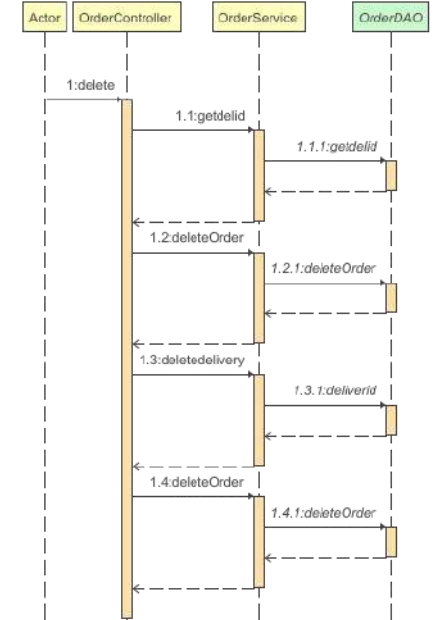 Actor OrderController OrderService OrderDAO
1:delete
1.1:getdelid
1.1.1:getdelid
1.2:deleteOrder
1.2.1:deleteOrder
1.3:deletedelivery
1.3.1:deliverid
1.4:deleteOrder
1.4.1:deleteOrder